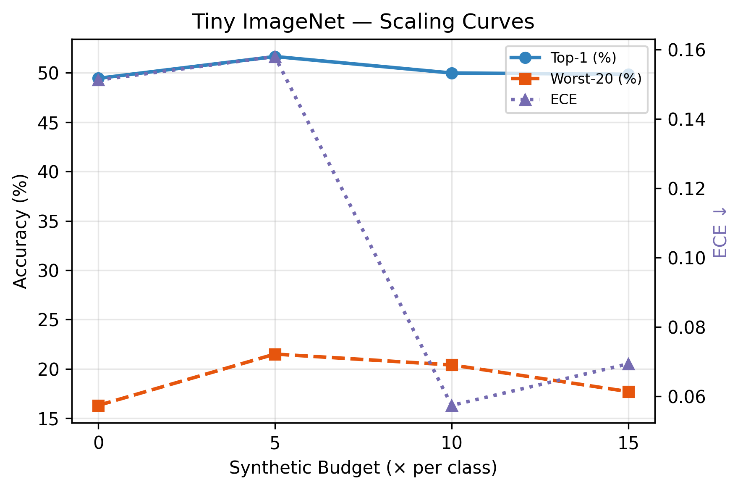 Tiny ImageNet — Scaling Curves
Top-1 (%)
Worst-20 (%)
ECE
Accuracy (%)
50
45
40
35
30
25
20
15
0.16
0.14
0.12
0.10
0.08
0.06
ECE ↓
0
5
10
15
Synthetic Budget (× per class)